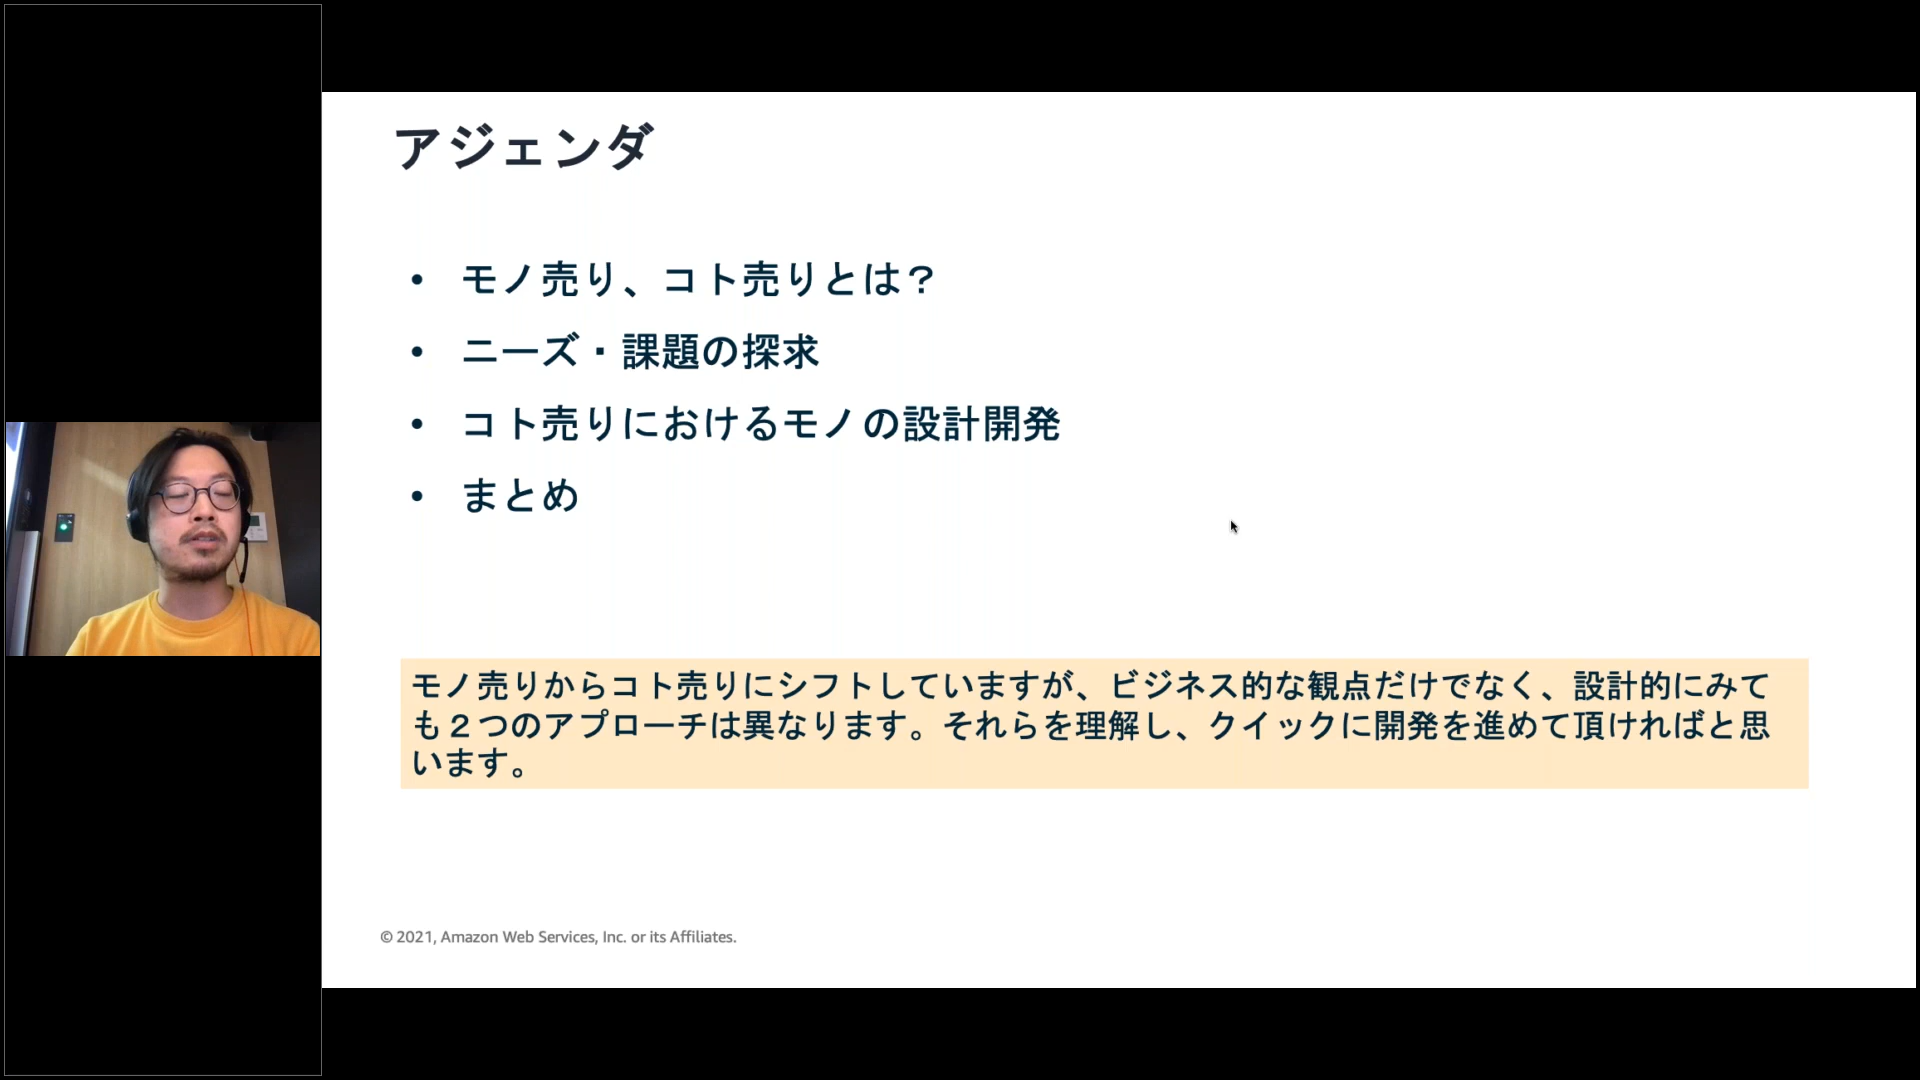 アジェンダ
• モノ売り、コト売りとは？
• ニーズ・課題の探求
• コト売りにおけるモノの設計開発
• まとめ
モノ売りからコト売りにシフトしていますが、ビジネス的な観点だけでなく、設計的にみて
も２つのアプローチは異なります。それらを理解し、クイックに開発を進めて頂ければと思
います。
© 2021, Amazon Web Services, Inc. or its Affiliates.